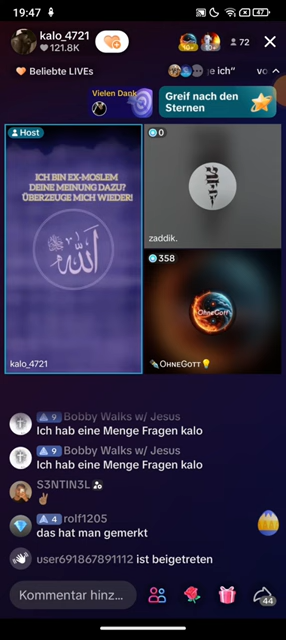 19:47
47
kalo_4721
121.8K
72
Beliebte LIVEs
je ich“
Vielen Dank
Greif nach den
Sternen
Host
0
ICH BIN EX-MOSLEM
DEINE MEINUNG DAZU?
ÜBERZEUGE MICH WIEDER!
الله
kalo_4721
zaddik.
358
OhneGott
OHNEGOTT
9 Bobby Walks w/ Jesus
Ich hab eine Menge Fragen kalo
9 Bobby Walks w/ Jesus
Ich hab eine Menge Fragen kalo
S3NTIN3L
4 rolf1205
das hat man gemerkt
user691867891112 ist beigetreten
Kommentar hinz...
44